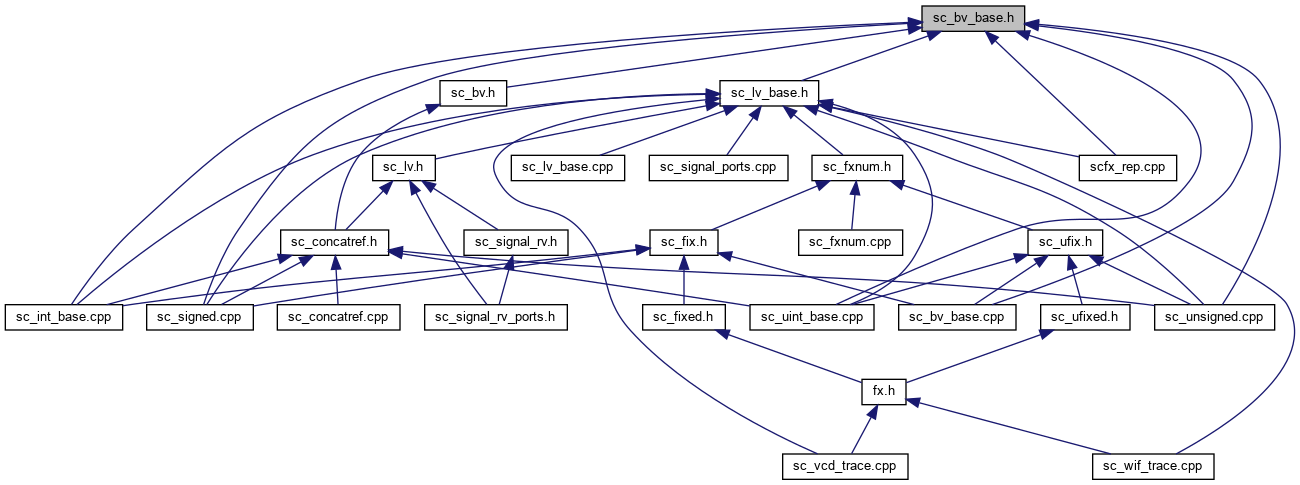 sc_bv_base.h
sc_bv.h
sc_lv_base.h
sc_lv.h
sc_lv_base.cpp
sc_signal_ports.cpp
sc_fxnum.h
scfx_rep.cpp
sc_concatref.h
sc_signal_rv.h
sc_fix.h
sc_fxnum.cpp
sc_ufix.h
sc_int_base.cpp
sc_signed.cpp
sc_concatref.cpp
sc_signal_rv_ports.h
sc_fixed.h
sc_uint_base.cpp
sc_bv_base.cpp
sc_ufixed.h
sc_unsigned.cpp
fx.h
sc_vcd_trace.cpp
sc_wif_trace.cpp